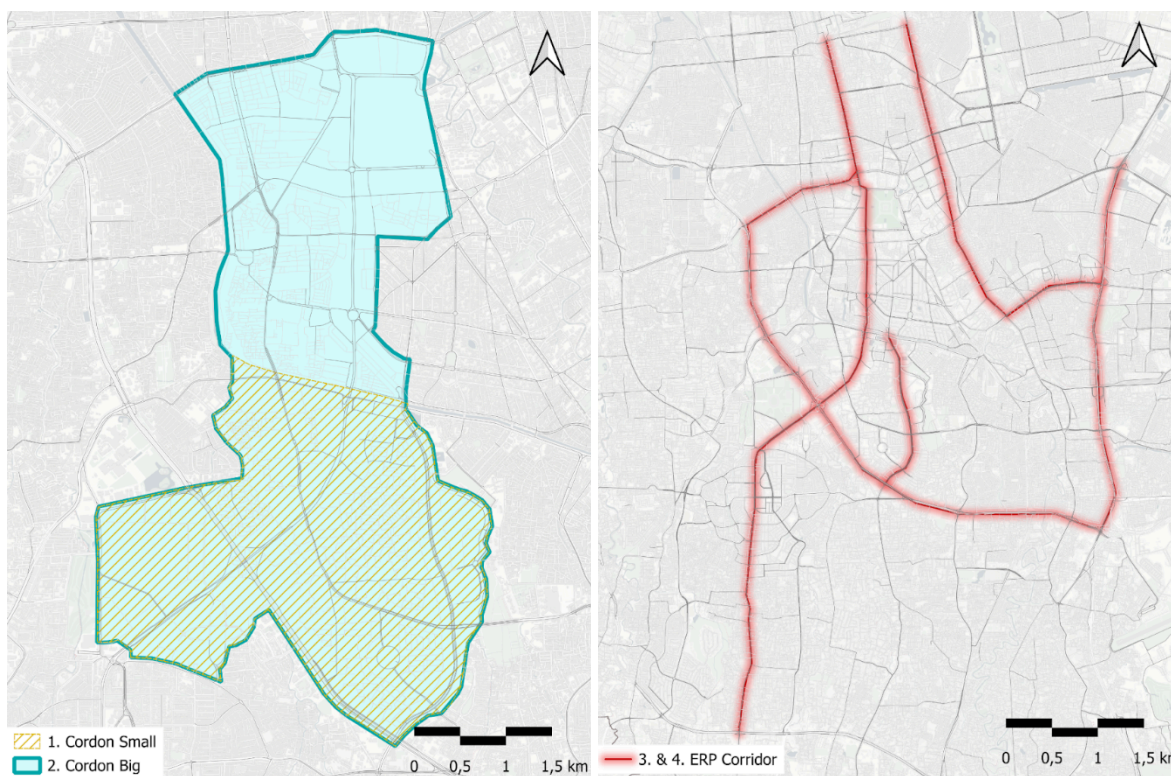 1. Cordon Small
2. Cordon Big
0 0,5 1 1,5 km
3. & 4. ERP Corridor
0 0,5 1 1,5 km